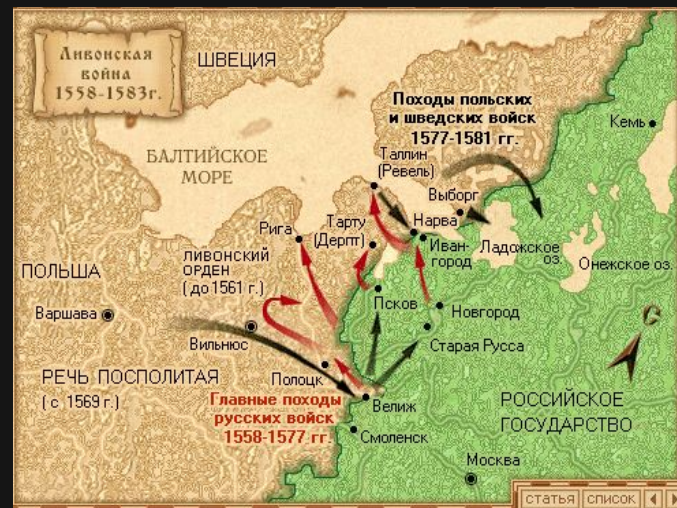 Ливонская
война
1558-1583г.
ШВЕЦИЯ
Походы польских
и шведских войск
1577-1581 гг.
Кемь
БАЛТИЙСКОЕ
МОРЕ
Таллин
(Ревель)
Выборг
Рига
Тарту
(Дерпт)
Нарва
Иван-
город
Ладожское
оз.
Онежское оз.
ЛИВОНСКИЙ
ОРДЕН
(до 1561 г.)
ПОЛЬША
Варшава
Псков
Новгород
Вильнюс
Старая Русса
С
РЕЧЬ ПОСПОЛИТАЯ
(с 1569 г.)
Полоцк
Главные походы
русских войск
1558-1577 гг.
Велиж
Смоленск
РОССИЙСКОЕ
ГОСУДАРСТВО
Москва
статья список